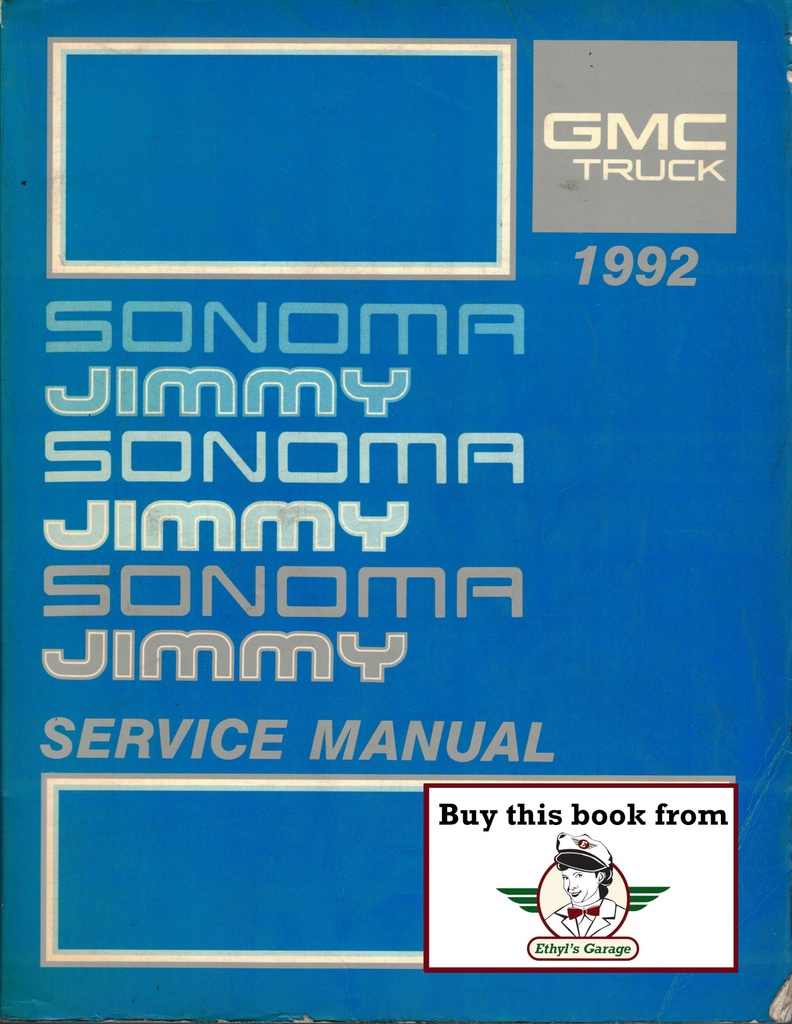 GMC
TRUCK
1992
SONOMA
JIMMY
SONOMA
JIMMY
SONOMA
JIMMY
SERVICE MANUAL
Buy this book from
E
Ethyl's Garage